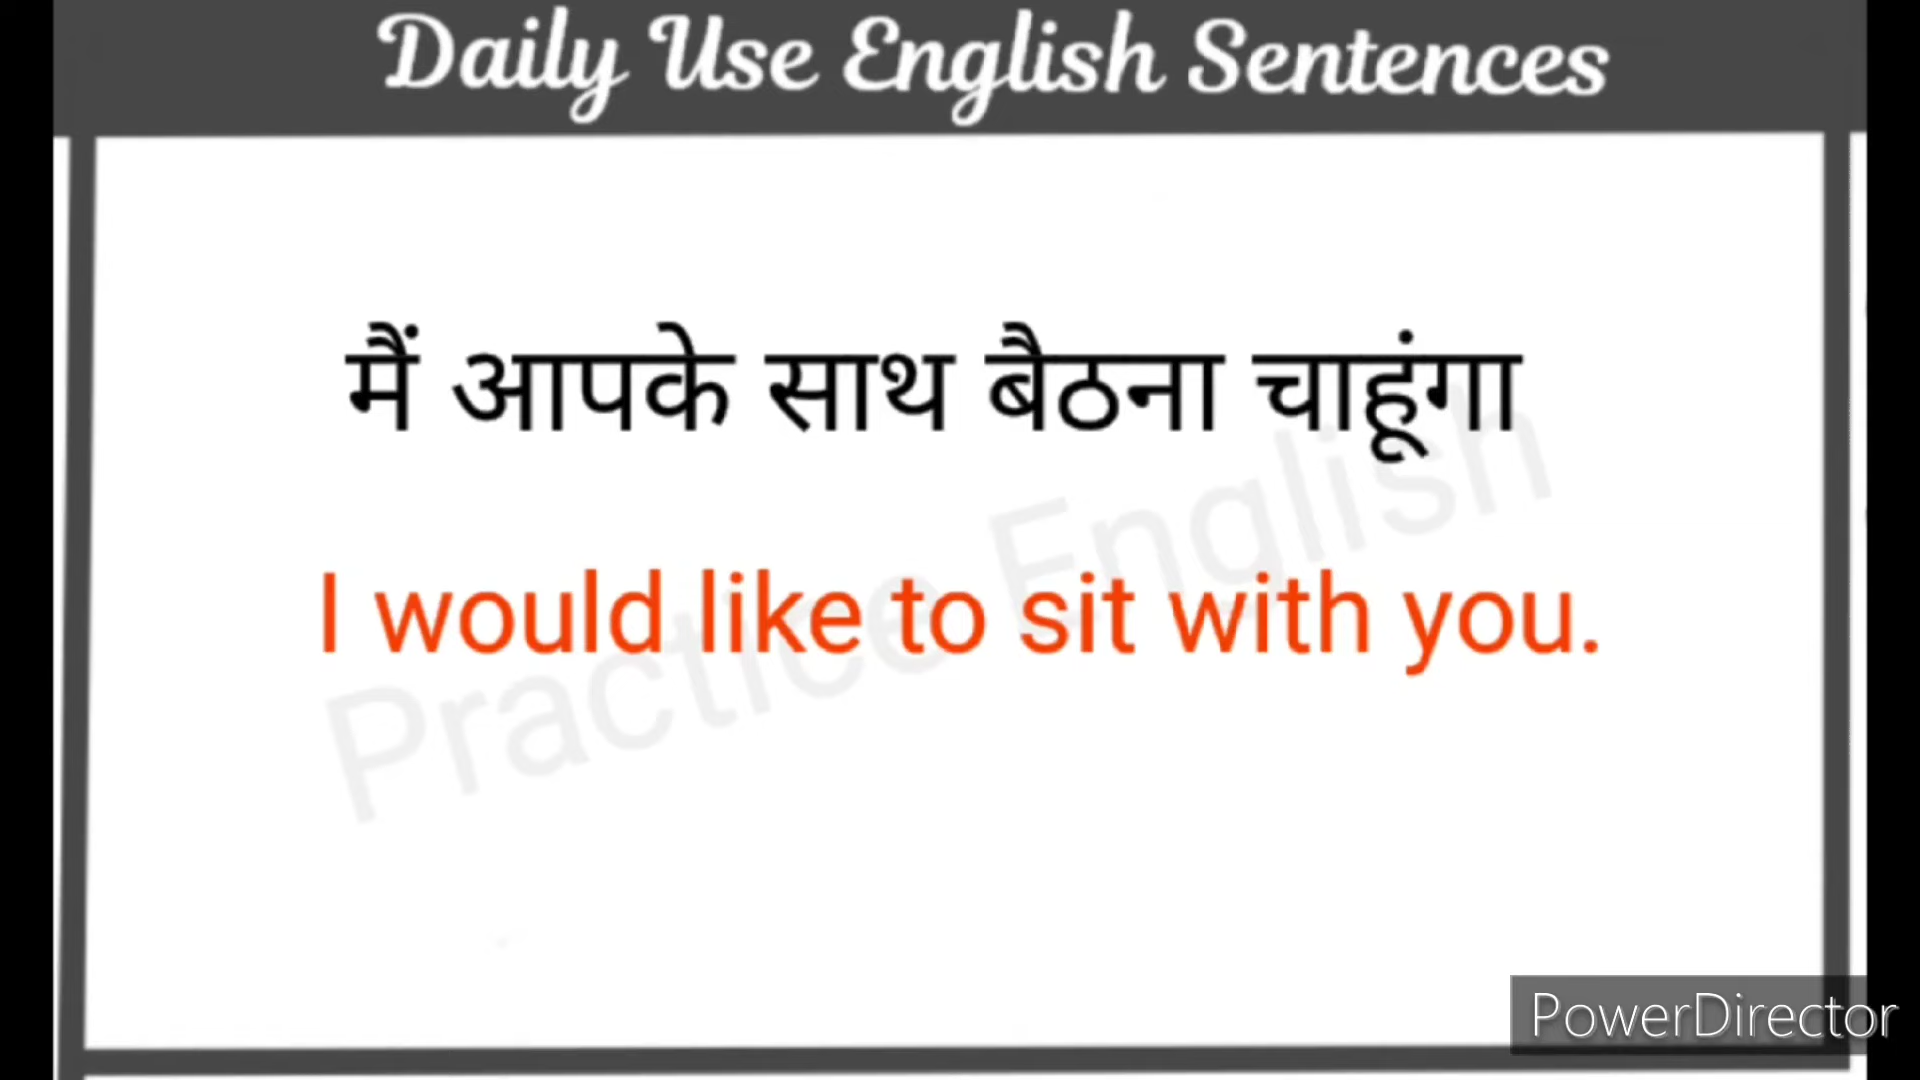 Daily Use English Sentences
मैं आपके साथ बैठना चाहूंगा
I would like to sit with you.
Practice English
PowerDirector